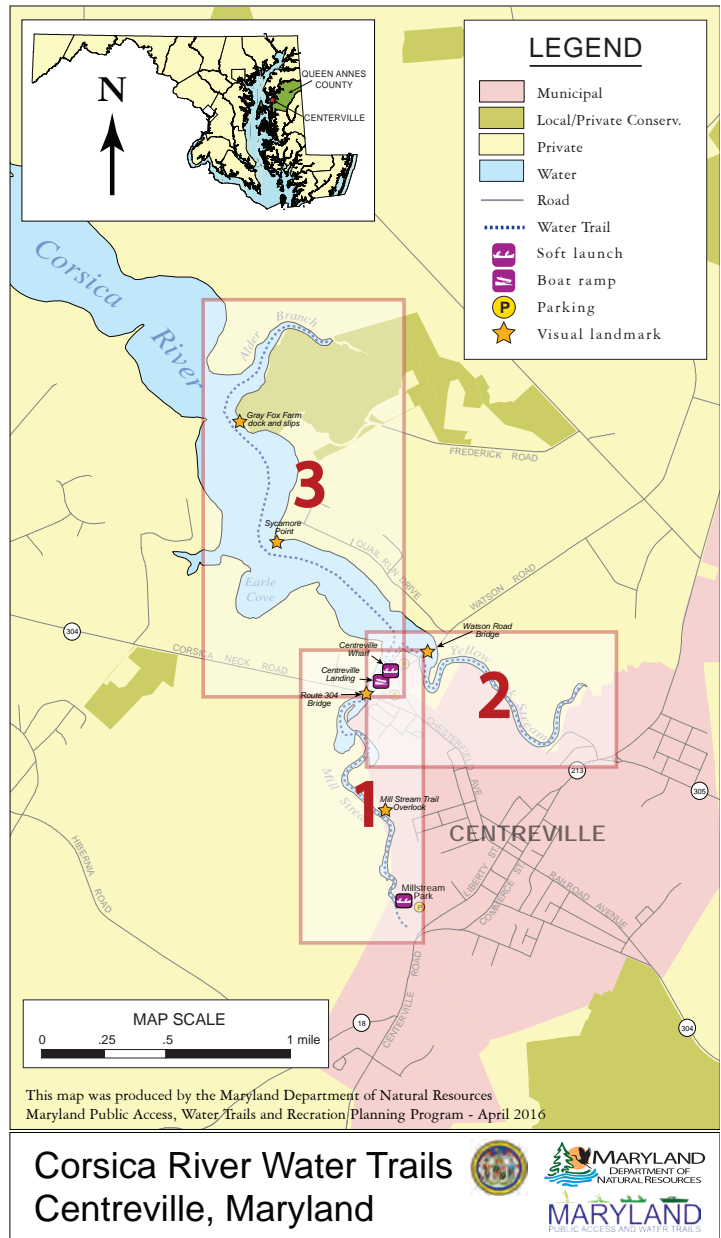 N
QUEEN ANNES
COUNTY
CENTERVILLE
LEGEND
Municipal
Local/Private Conserv.
Private
Water
Road
Water Trail
Soft launch
Boat ramp
P
Parking
Visual landmark
Corsica
River
Alder
Branch
Gray Fox Farm
dock and slips
FREDERICK ROAD
3
Sycamore
Point
QUAIL RUN DRIVE
WATSON ROAD
Earle
Cove
304
CORSICA NECK ROAD
Centreville
Wharf
Watson Road
Bridge
Centreville
Landing
Route 304
Bridge
Yellow
Stream
2
CHESTERFIELD
AVE
213
305
Mill Stream
1
Mill Stream Trail
Overlook
CENTREVILLE
LIBERTY ST
COMMERCE ST
RAILROAD AVENUE
HIBERNIA
ROAD
Millstream
Park
P
CENTERVILLE ROAD
18
304
MAP SCALE
0 .25 .5 1 mile
This map was produced by the Maryland Department of Natural Resources
Maryland Public Access, Water Trails and Recration Planning Program - April 2016
Corsica River Water Trails
Centreville, Maryland
MARYLAND
DEPARTMENT OF
NATURAL RESOURCES
MARYLAND
PUBLIC ACCESS AND WATER TRAILS